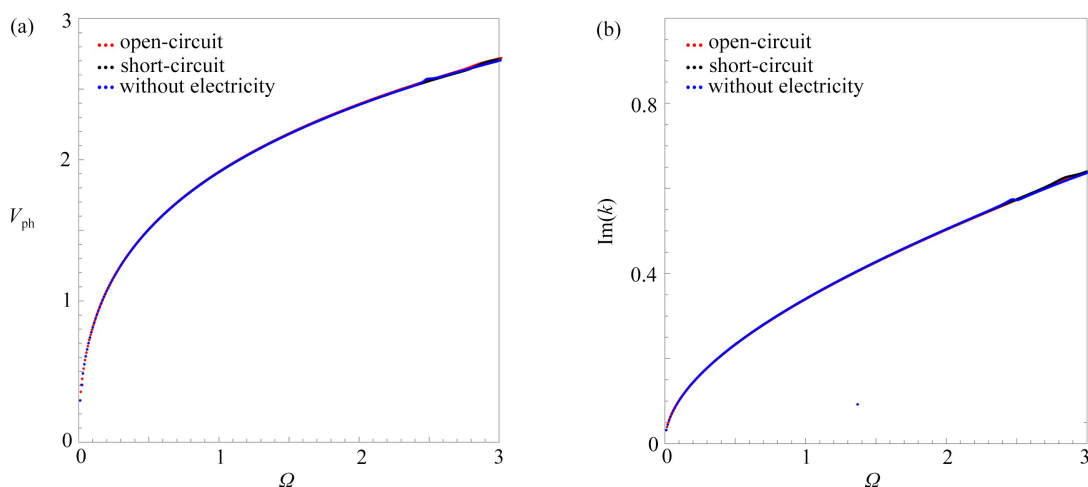 (a)
3
open-circuit
short-circuit
without electricity
2
V_ph
1
0
0 1 2 3
Ω
(b)
open-circuit
short-circuit
without electricity
0.8
Im(k)
0.4
0
0 1 2 3
Ω